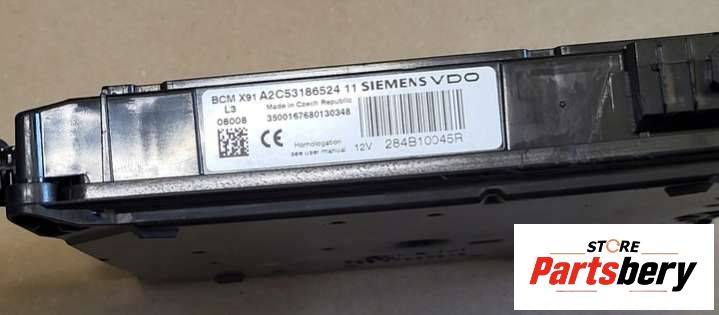 BCM X91 A2C53186524 11 SIEMENS VDO
L3 Made in Czech Republic
08008 3500167680130348
CE Homologation
see user manual 12V 284B10045R
STORE
Partsbery